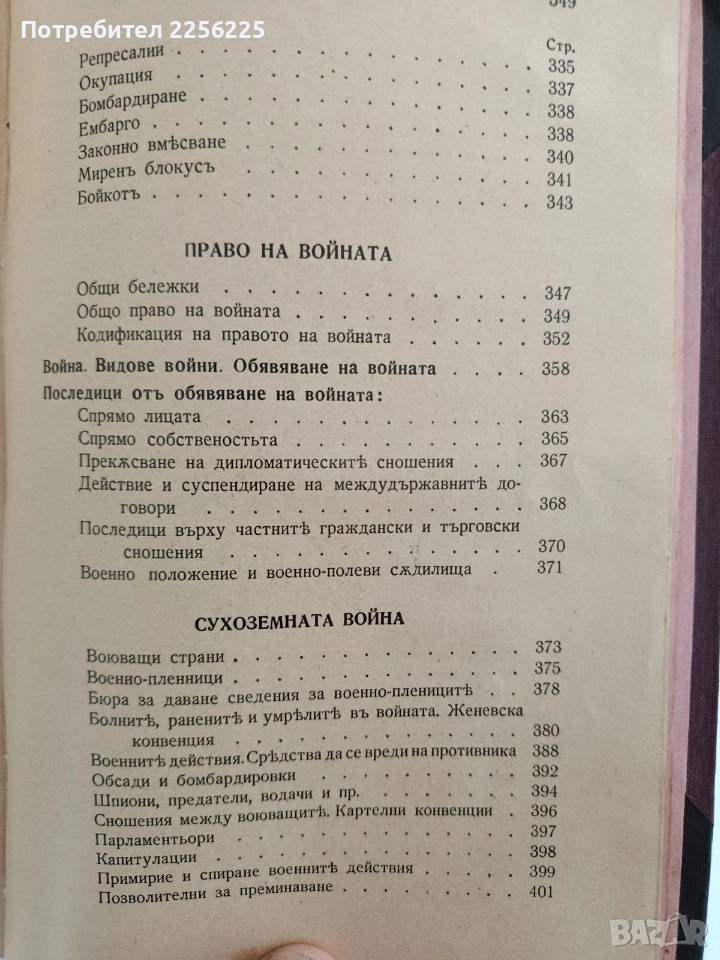 Потребител 2256225
549
Стр.
Репресалии . . . . . . . . . . . . 335
Окупация . . . . . . . . . . . . 337
Бомбардиране . . . . . . . . . . . 338
Ембарго . . . . . . . . . . . . . 338
Законно вмѣсване . . . . . . . . . . 340
Миренъ блокусъ . . . . . . . . . . 341
Бойкотъ . . . . . . . . . . . . . 343
ПРАВО НА ВОЙНАТА
Общи бележки . . . . . . . . . . . 347
Общо право на войната . . . . . . . . 349
Кодификация на правото на войната . . . . 352
Война. Видове войни. Обявяване на войната . . . . 358
Последици отъ обявяване на войната:
Спрямо лицата . . . . . . . . . . . 363
Спрямо собствеността . . . . . . . . 365
Прекѫсване на дипломатическитѣ сношения . . . 367
Действие и суспендиране на междудържавнитѣ до-
говори . . . . . . . . . . . . 368
Последици върху частнитѣ граждански и търговски
сношения . . . . . . . . . . . 370
Военно положение и военно-полеви сѫдилища . 371
СУХОЗЕМНАТА ВОЙНА
Воюващи страни . . . . . . . . . . . 373
Военно-пленници . . . . . . . . . . . 375
Бюра за даване сведения за военно-плениците . . 378
Болнитѣ, раненитѣ и умрѣлитѣ въ войната. Женевска
конвенция . . . . . . . . . . . 380
Военнитѣ действия. Срѣдства да се вреди на противника 388
Обсади и бомбардировки . . . . . . . . 392
Шпиони, предатели, водачи и пр. . . . . . . 394
Сношения между воюващитѣ. Картелни конвенции . 396
Парламентьори . . . . . . . . . . . 397
Капитулации . . . . . . . . . . . . 398
Примирие и спиране военнитѣ действия . . . . 399
Позволителни за преминаване . . . . . . . 401
BAZAR